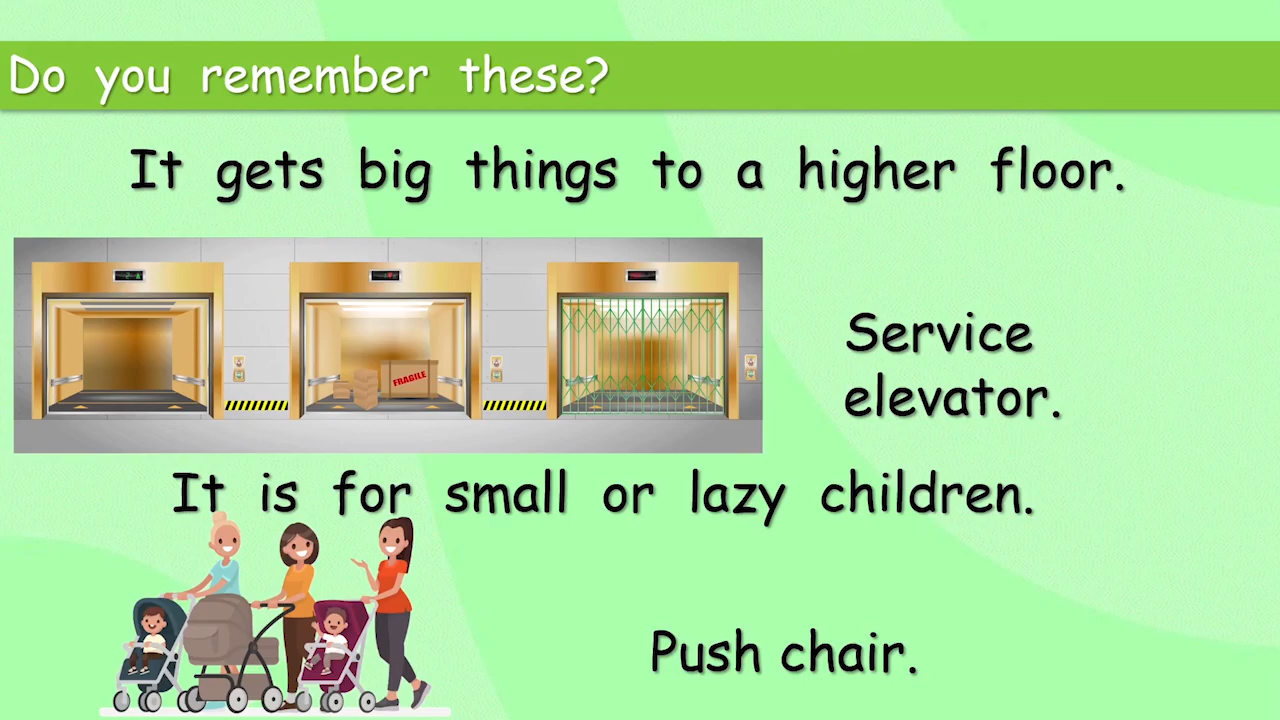 Do you remember these?
It gets big things to a higher floor.
FRAGILE
Service
elevator.
It is for small or lazy children.
Push chair.